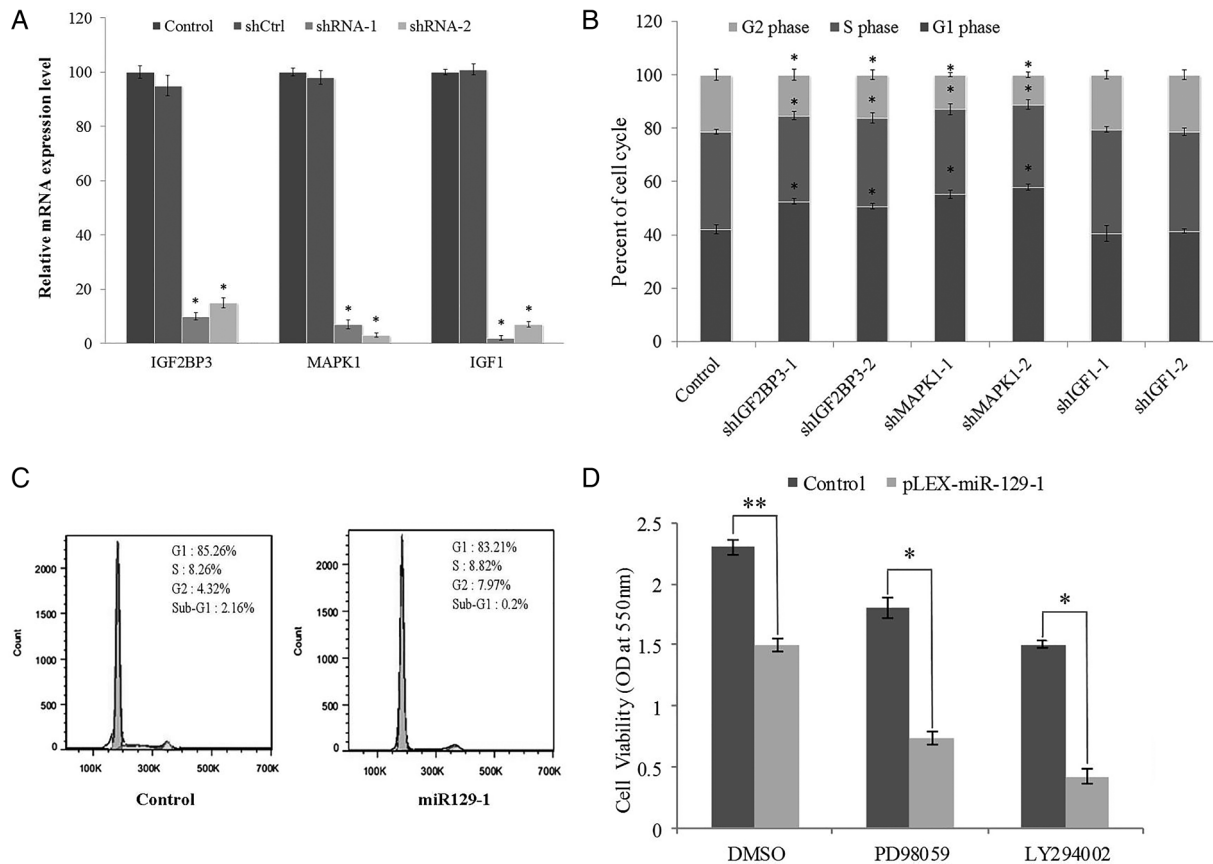 A
Control shCtrl shRNA-1 shRNA-2
Relative mRNA expression level
120
100
80
60
40
20
0
* * * * * *
IGF2BP3 MAPK1 IGF1
B
G2 phase S phase G1 phase
Percent of cell cycle
120
100
80
60
40
20
0
* * * *
* * * *
* * * *
Control shIGF2BP3-1 shIGF2BP3-2 shMAPK1-1 shMAPK1-2 shIGF1-1 shIGF1-2
C
Count
2000
1500
1000
500
0
G1 : 85.26%
S : 8.26%
G2 : 4.32%
Sub-G1 : 2.16%
100K 300K 500K 700K
Control
Count
2000
1500
1000
500
0
G1 : 83.21%
S : 8.82%
G2 : 7.97%
Sub-G1 : 0.2%
100K 300K 500K 700K
miR129-1
D
Control pLEX-miR-129-1
Cell Viability (OD at 550nm)
2.5
2
1.5
1
0.5
0
** * *
DMSO PD98059 LY294002